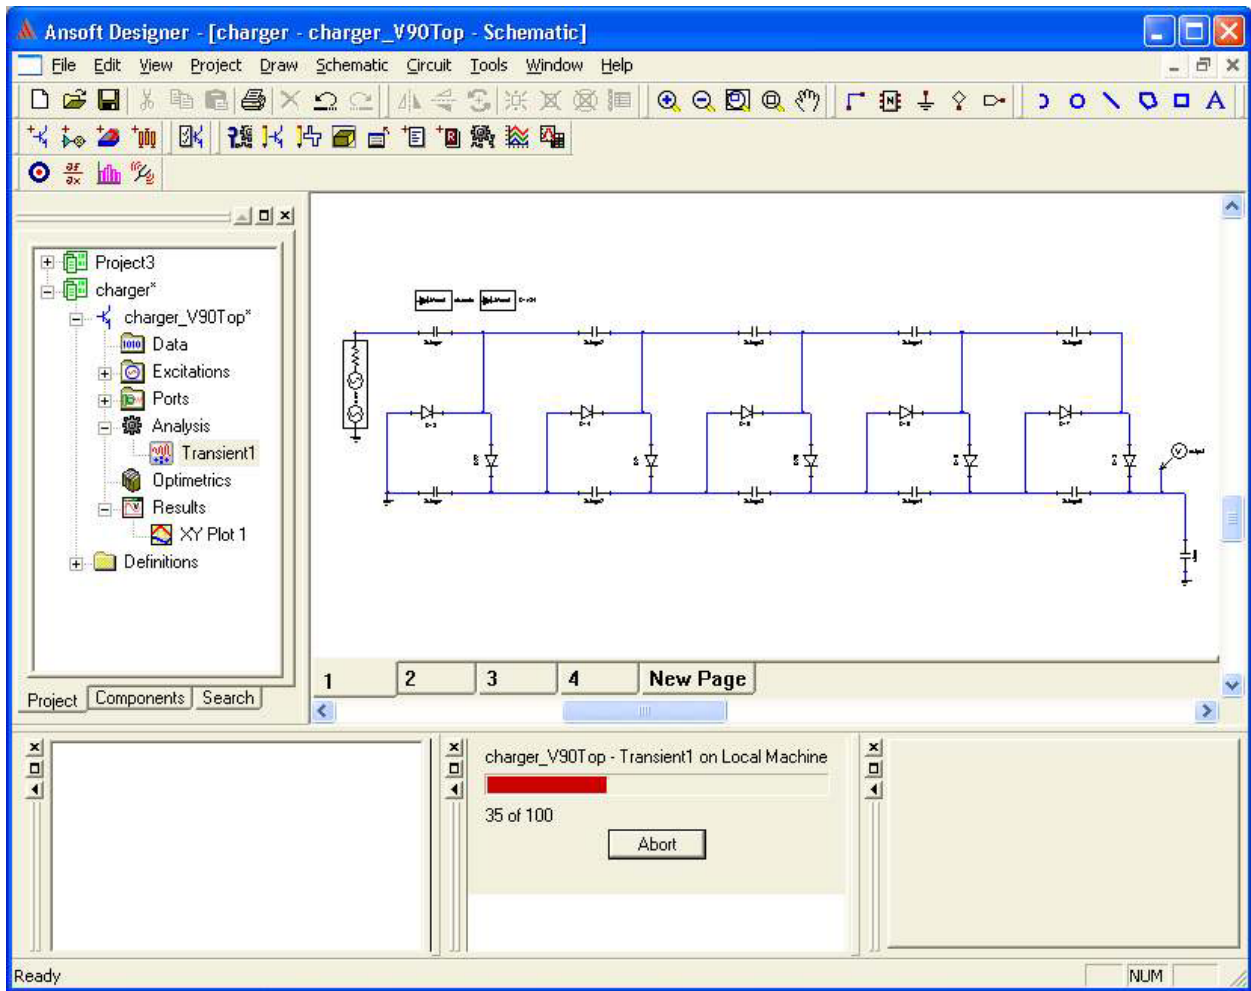 Ansoft Designer - [charger - charger_V90Top - Schematic]
File Edit View Project Draw Schematic Circuit Tools Window Help
Project3
charger*
charger_V90Top*
Data
Excitations
Ports
Analysis
Transient1
Optimetrics
Results
XY Plot 1
Definitions
Project Components Search
1 2 3 4 New Page
charger_V90Top - Transient1 on Local Machine
35 of 100
Abort
Ready
NUM